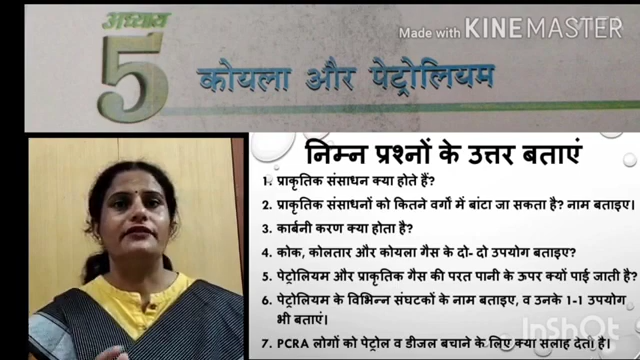 Made with KINEMASTER
अध्याय
5
कोयला और पेट्रोलियम
निम्न प्रश्नों के उत्तर बताएं
1. प्राकृतिक संसाधन क्या होते हैं?
2. प्राकृतिक संसाधनों को कितने वर्गो में बांटा जा सकता है? नाम बताइए।
3. कार्बनी करण क्या होता है?
4. कोक, कोलतार और कोयला गैस के दो- दो उपयोग बताइए?
5. पेट्रोलियम और प्राकृतिक गैस की परत पानी के ऊपर क्यों पाई जाती है?
6. पेट्रोलियम के विभिन्न संघटकों के नाम बताइए, व उनके 1-1 उपयोग
भी बताएं।
7. PCRA लोगों को पेट्रोल व डीजल बचाने के लिए क्या सलाह देता है।
InShot